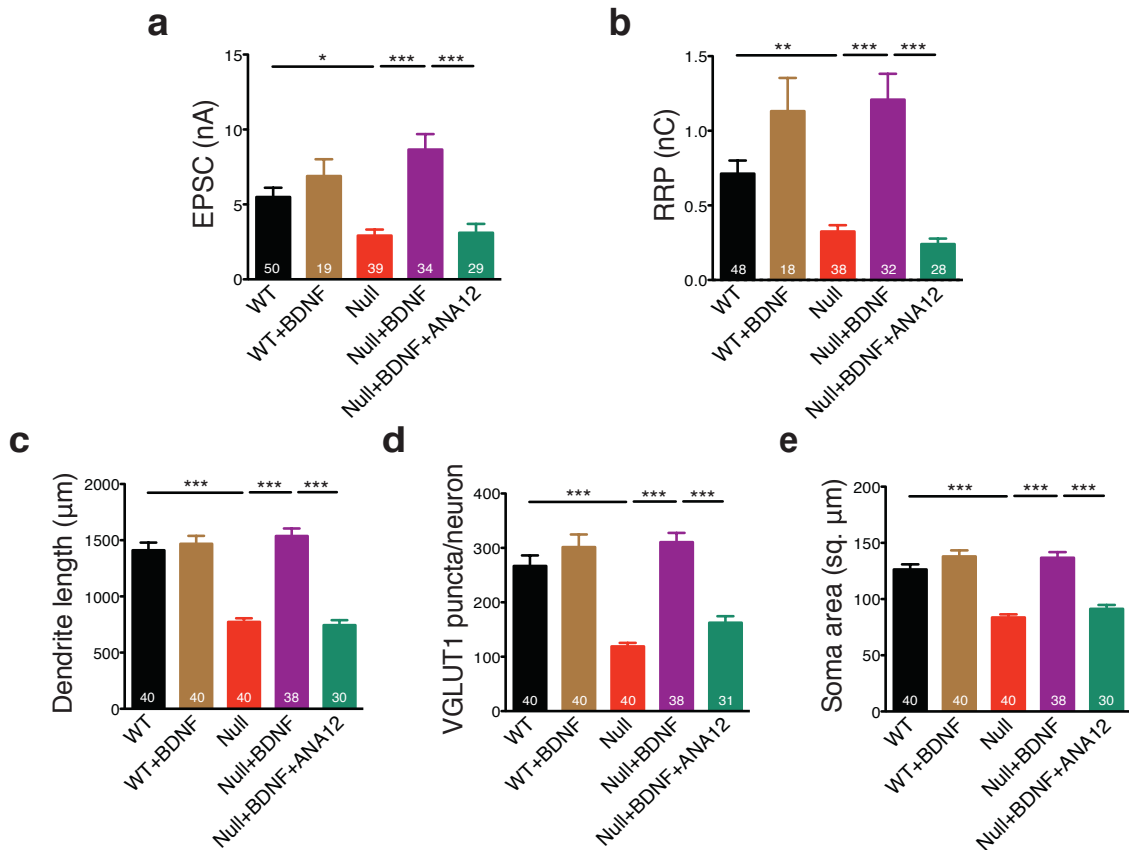 a
* *** ***
15
10
5
0
EPSC (nA)
50 19 39 34 29
WT
WT+BDNF
Null
Null+BDNF
Null+BDNF+ANA12
b
** *** ***
1.5
1.0
0.5
0.0
RRP (nC)
48 18 38 32 28
WT
WT+BDNF
Null
Null+BDNF
Null+BDNF+ANA12
c
*** *** ***
2000
1500
1000
500
0
Dendrite length (µm)
40 40 40 38 30
WT
WT+BDNF
Null
Null+BDNF
Null+BDNF+ANA12
d
*** *** ***
400
300
200
100
0
VGLUT1 puncta/neuron
40 40 40 38 31
WT
WT+BDNF
Null
Null+BDNF
Null+BDNF+ANA12
e
*** *** ***
200
150
100
50
0
Soma area (sq. µm)
40 40 40 38 30
WT
WT+BDNF
Null
Null+BDNF
Null+BDNF+ANA12